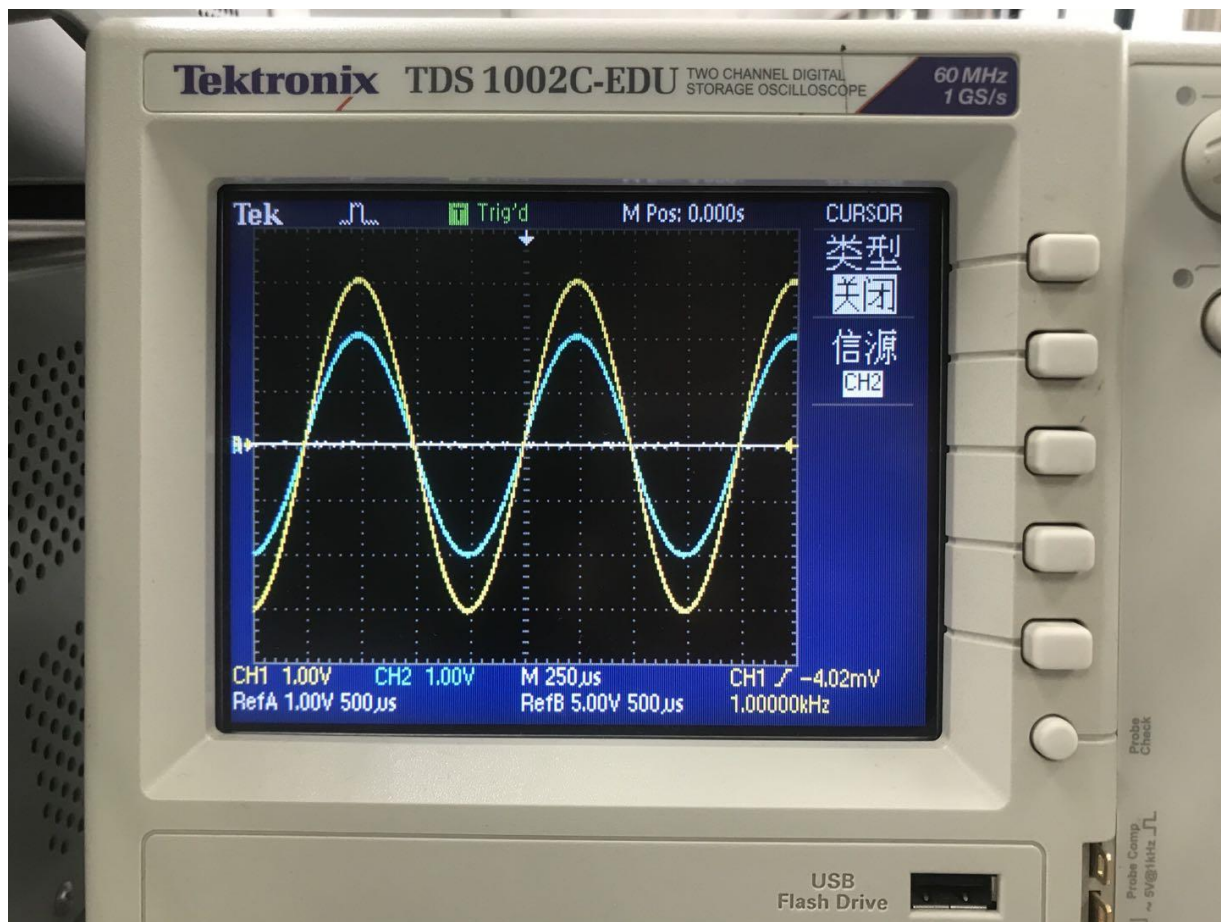 Tektronix TDS 1002C-EDU TWO CHANNEL DIGITAL STORAGE OSCILLOSCOPE
60 MHz
1 GS/s
Tek Trig'd M Pos: 0.000s CURSOR
类型
关闭
信源
CH2
CH1 1.00V CH2 1.00V M 250µs CH1 -4.02mV
RefA 1.00V 500µs RefB 5.00V 500µs 1.00000kHz
Probe Check
Probe Comp
~ 5V@1kHz
USB
Flash Drive